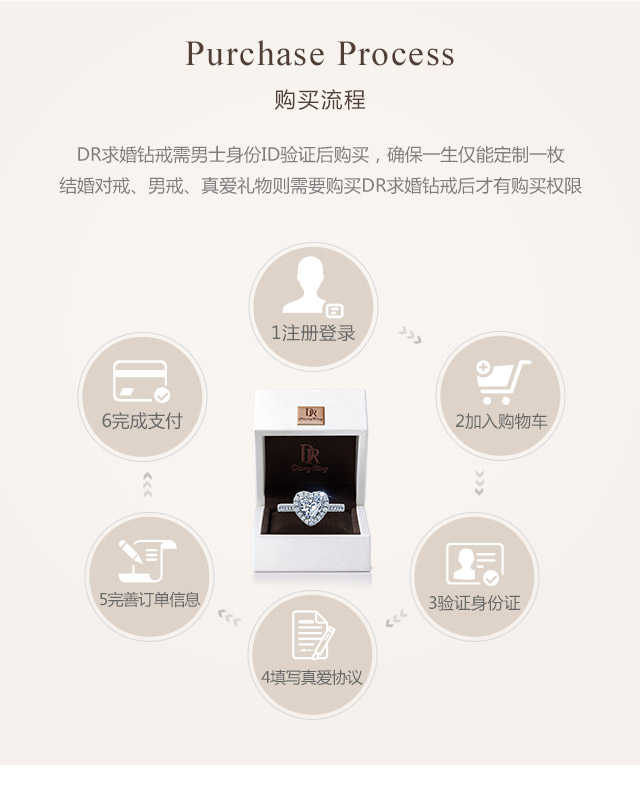 Purchase Process
购买流程
DR求婚钻戒需男士身份ID验证后购买，确保一生仅能定制一枚
结婚对戒、男戒、真爱礼物则需要购买DR求婚钻戒后才有购买权限
1注册登录
2加入购物车
3验证身份证
4填写真爱协议
5完善订单信息
6完成支付
DR
Darry Ring
DR
Darry Ring